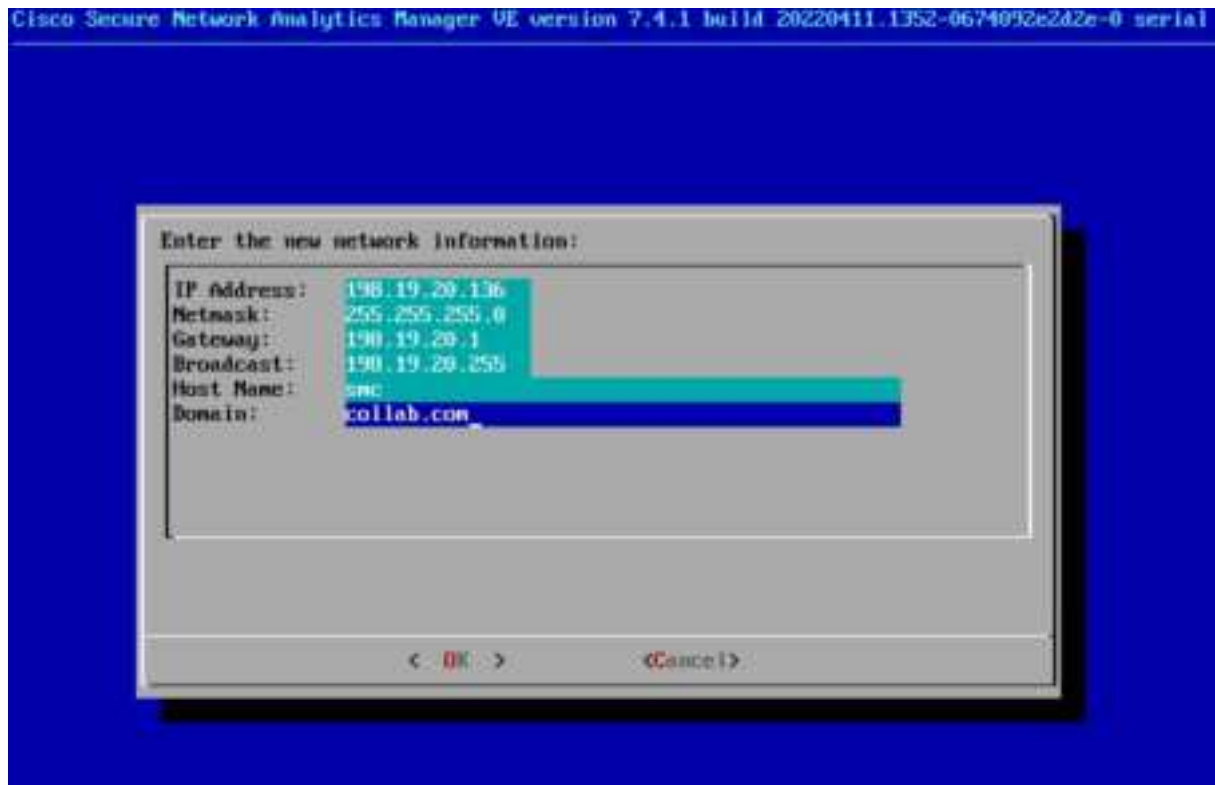 Cisco Secure Network Analytics Manager VE version 7.4.1 build 20220411.1352-0674092e2d2e-0 serial
Enter the new network information:
IP Address: 198.19.20.136
Netmask: 255.255.255.0
Gateway: 198.19.20.1
Broadcast: 198.19.20.255
Host Name: smc
Domain: collab.com
< OK > <Cancel>